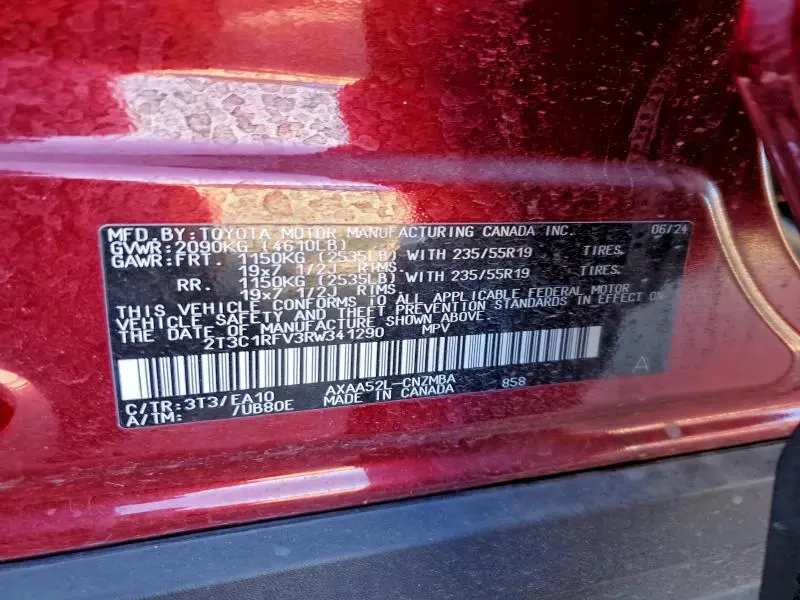 MFD.BY:TOYOTA MOTOR MANUFACTURING CANADA INC. 06/24
GVWR:2090KG (4610LB)
GAWR:FRT. 1150KG (2535LB) WITH 235/55R19 TIRES.
19x7 1/2J RIMS.
RR. 1150KG (2535LB) WITH 235/55R19 TIRES.
19x7 1/2J RIMS.
THIS VEHICLE CONFORMS TO ALL APPLICABLE FEDERAL MOTOR
VEHICLE SAFETY AND THEFT PREVENTION STANDARDS IN EFFECT ON
THE DATE OF MANUFACTURE SHOWN ABOVE.
2T3C1RFV3RW341290 MPV
A
AXAA52L-CNZMBA 858
C/TR:3T3/EA10 MADE IN CANADA
A/TM: /UB80E